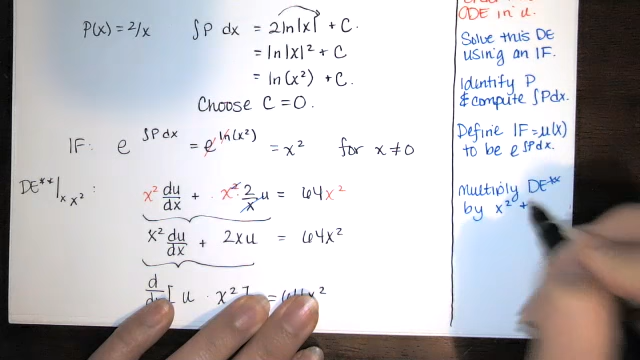 P(x) = 2/x   ∫P dx = 2ln|x| + C
= ln|x|² + C
= ln(x²) + C.
Choose C = 0.
IF: e^(∫P dx) = e^(ln(x²)) = x² for x ≠ 0
DE**|ₓ ₓ² : x² du/dx + x² · 2/x u = 64x²
x² du/dx + 2xu = 64x²
d/dx [u · x²] = 64x²
ODE in u.
Solve this DE
using an IF.
Identify P
& compute ∫Pdx.
Define IF = μ(x)
to be e^(∫Pdx).
Multiply DE**
by x² +